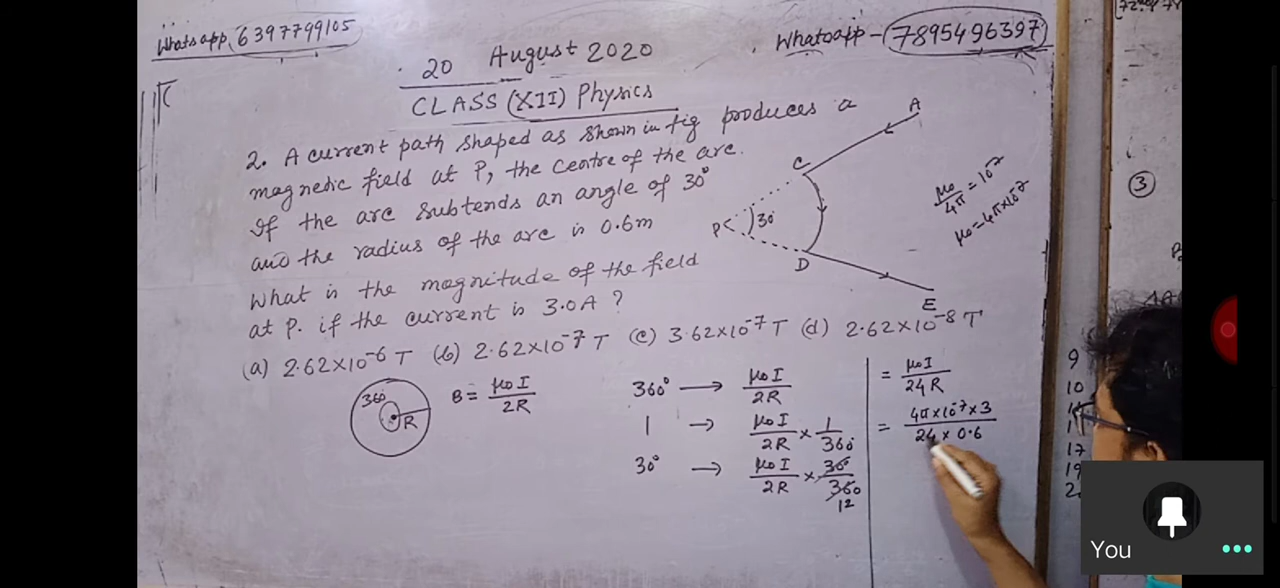 Whatsapp 6397799105
Whatsapp - 7895496397
20 August 2020
CLASS (XII) Physics
2. A current path shaped as shown in fig produces a
magnedic field at P, the centre of the arc.
If the arc subtends an angle of 30°
and the radius of the arc is 0.6m
What is the magnitude of the field
at P. if the current is 3.0A ?
(a) 2.62×10⁻⁶ T (b) 2.62×10⁻⁷ T (c) 3.62×10⁻⁷ T (d) 2.62×10⁻⁸ T
A
C
P
30°
D
E
μ₀/4π = 10⁻⁷
μ₀ = 4π×10⁻⁷
3
360°
R
B = μ₀I/2R
360° → μ₀I/2R
1 → μ₀I/2R × 1/360
30° → μ₀I/2R × 30/360
12
= μ₀I/24R
= 4π×10⁻⁷×3/24×0.6
9
10
17
19
You